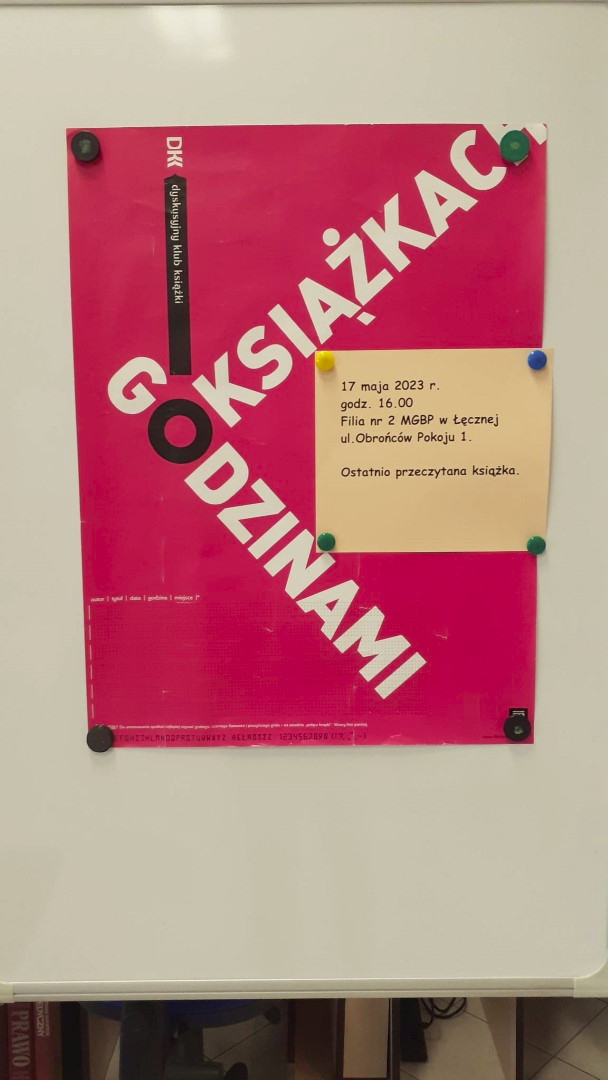 DKK
dyskusyjny klub książki
O KSIĄŻKACH
GODZINAMI
17 maja 2023 r.
godz. 16.00
Filia nr 2 MGBP w Łęcznej
ul.Obrońców Pokoju 1.
Ostatnio przeczytana książka.
autor | tytuł | data | godzina | miejsce |*
PRAWO